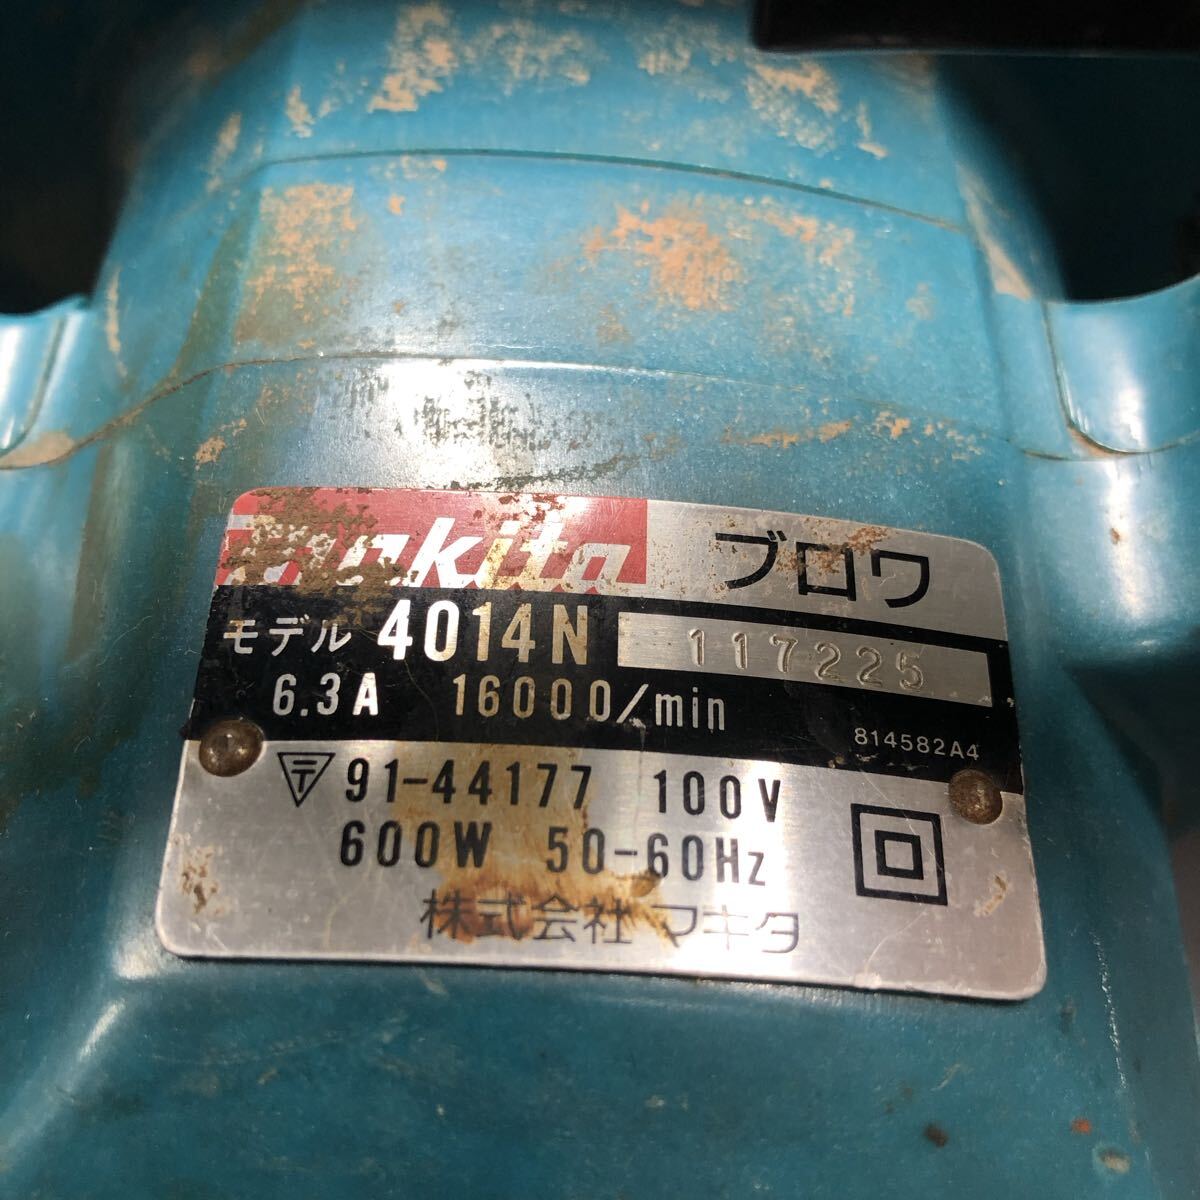 makita ブロワ
モデル 4014N 117225
6.3A 16000/min 814582A4
〒 91-44177 100V
600W 50-60Hz
株式会社 マキタ